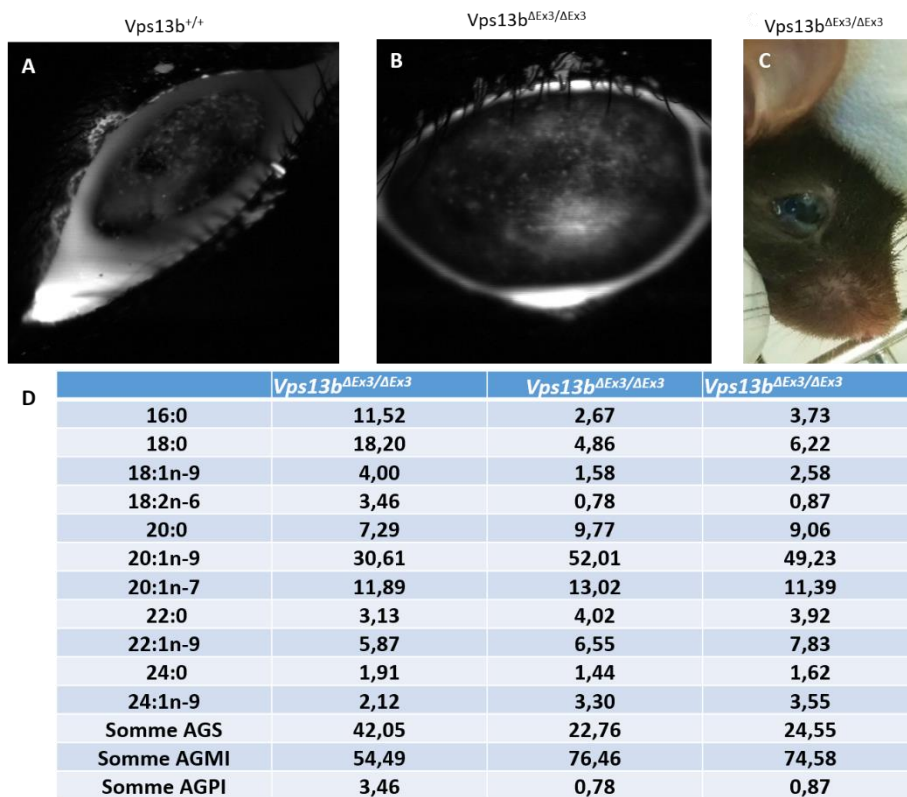 Vps13b+/+
Vps13bΔEx3/ΔEx3
Vps13bΔEx3/ΔEx3
A
B
C
D
Vps13bΔEx3/ΔEx3 Vps13bΔEx3/ΔEx3 Vps13bΔEx3/ΔEx3
16:0 11,52 2,67 3,73
18:0 18,20 4,86 6,22
18:1n-9 4,00 1,58 2,58
18:2n-6 3,46 0,78 0,87
20:0 7,29 9,77 9,06
20:1n-9 30,61 52,01 49,23
20:1n-7 11,89 13,02 11,39
22:0 3,13 4,02 3,92
22:1n-9 5,87 6,55 7,83
24:0 1,91 1,44 1,62
24:1n-9 2,12 3,30 3,55
Somme AGS 42,05 22,76 24,55
Somme AGMI 54,49 76,46 74,58
Somme AGPI 3,46 0,78 0,87